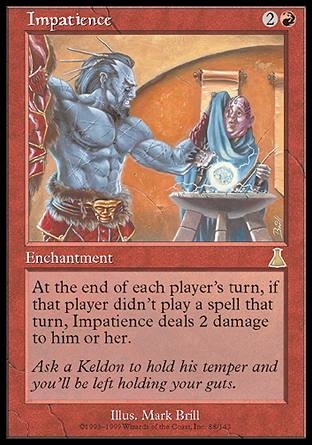 Impatience 2
Enchantment
At the end of each player's turn, if
that player didn't play a spell that
turn, Impatience deals 2 damage
to him or her.
Ask a Keldon to hold his temper and
you'll be left holding your guts.
Illus. Mark Brill
©1993-1999 Wizards of the Coast, Inc. 88/143